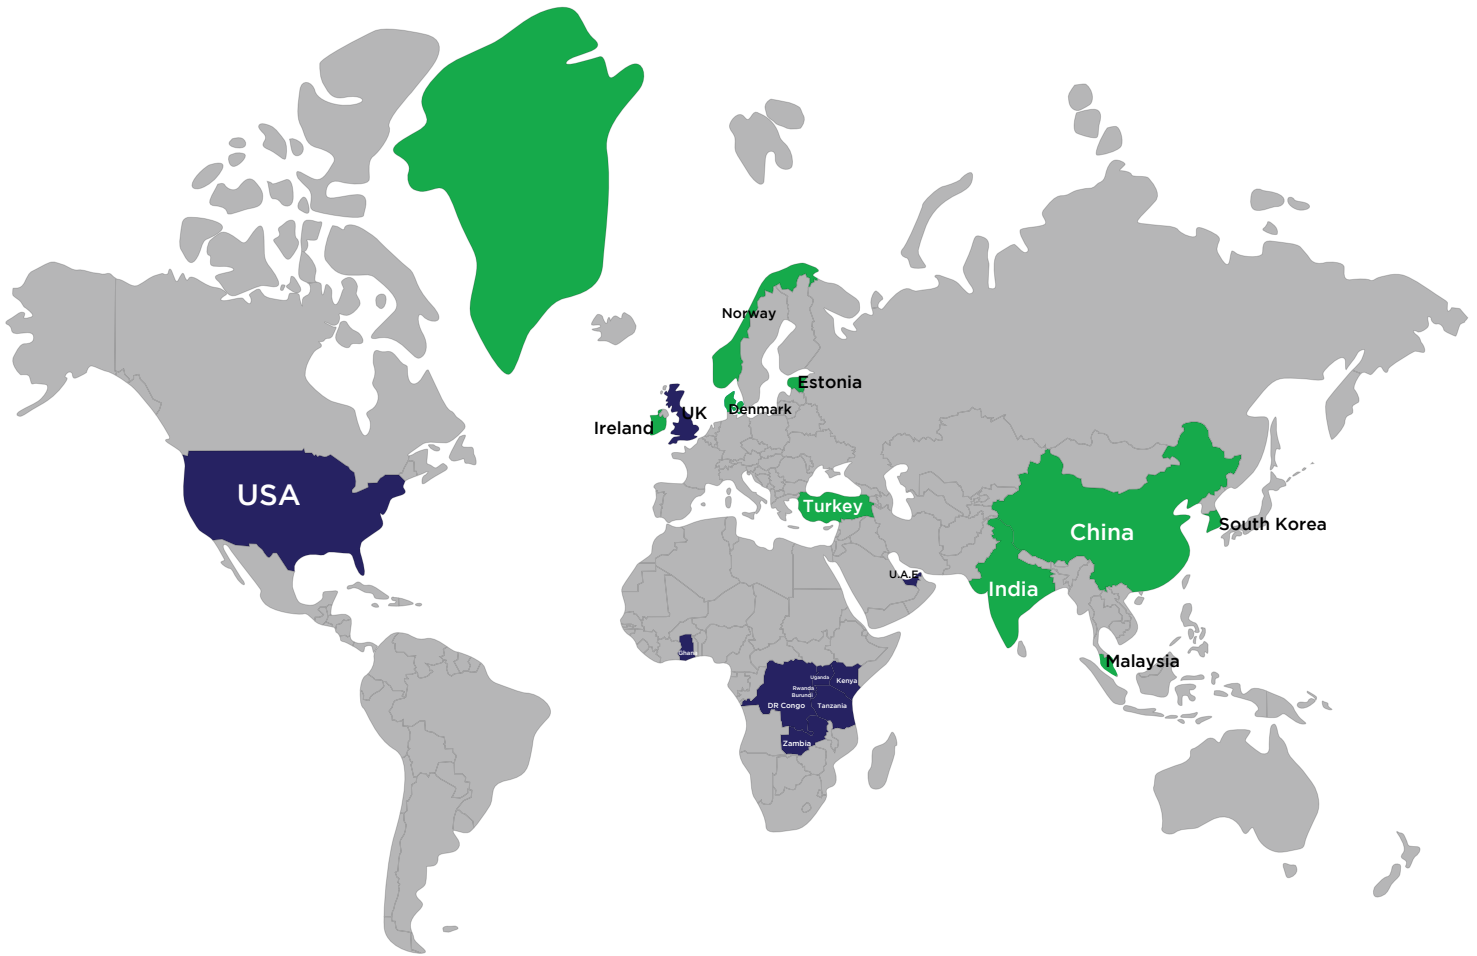 Norway
Estonia
Denmark
UK
Ireland
USA
Turkey
South Korea
China
U.A.E
India
Ghana
Malaysia
Uganda
Kenya
Rwanda
Burundi
DR Congo
Tanzania
Zambia